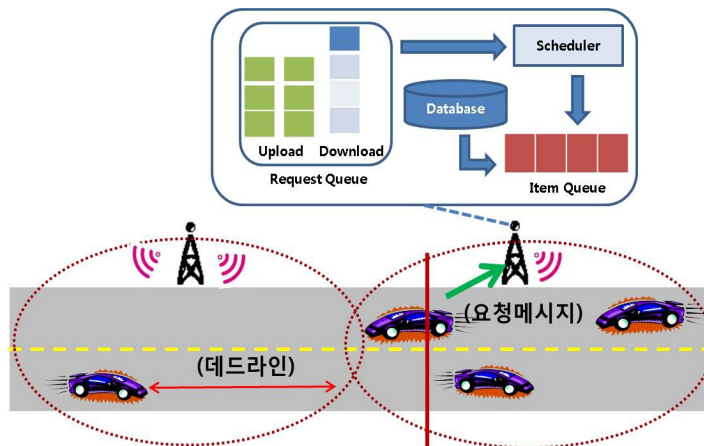 Scheduler
Database
Upload Download
Request Queue
Item Queue
(요청메시지)
(데드라인)